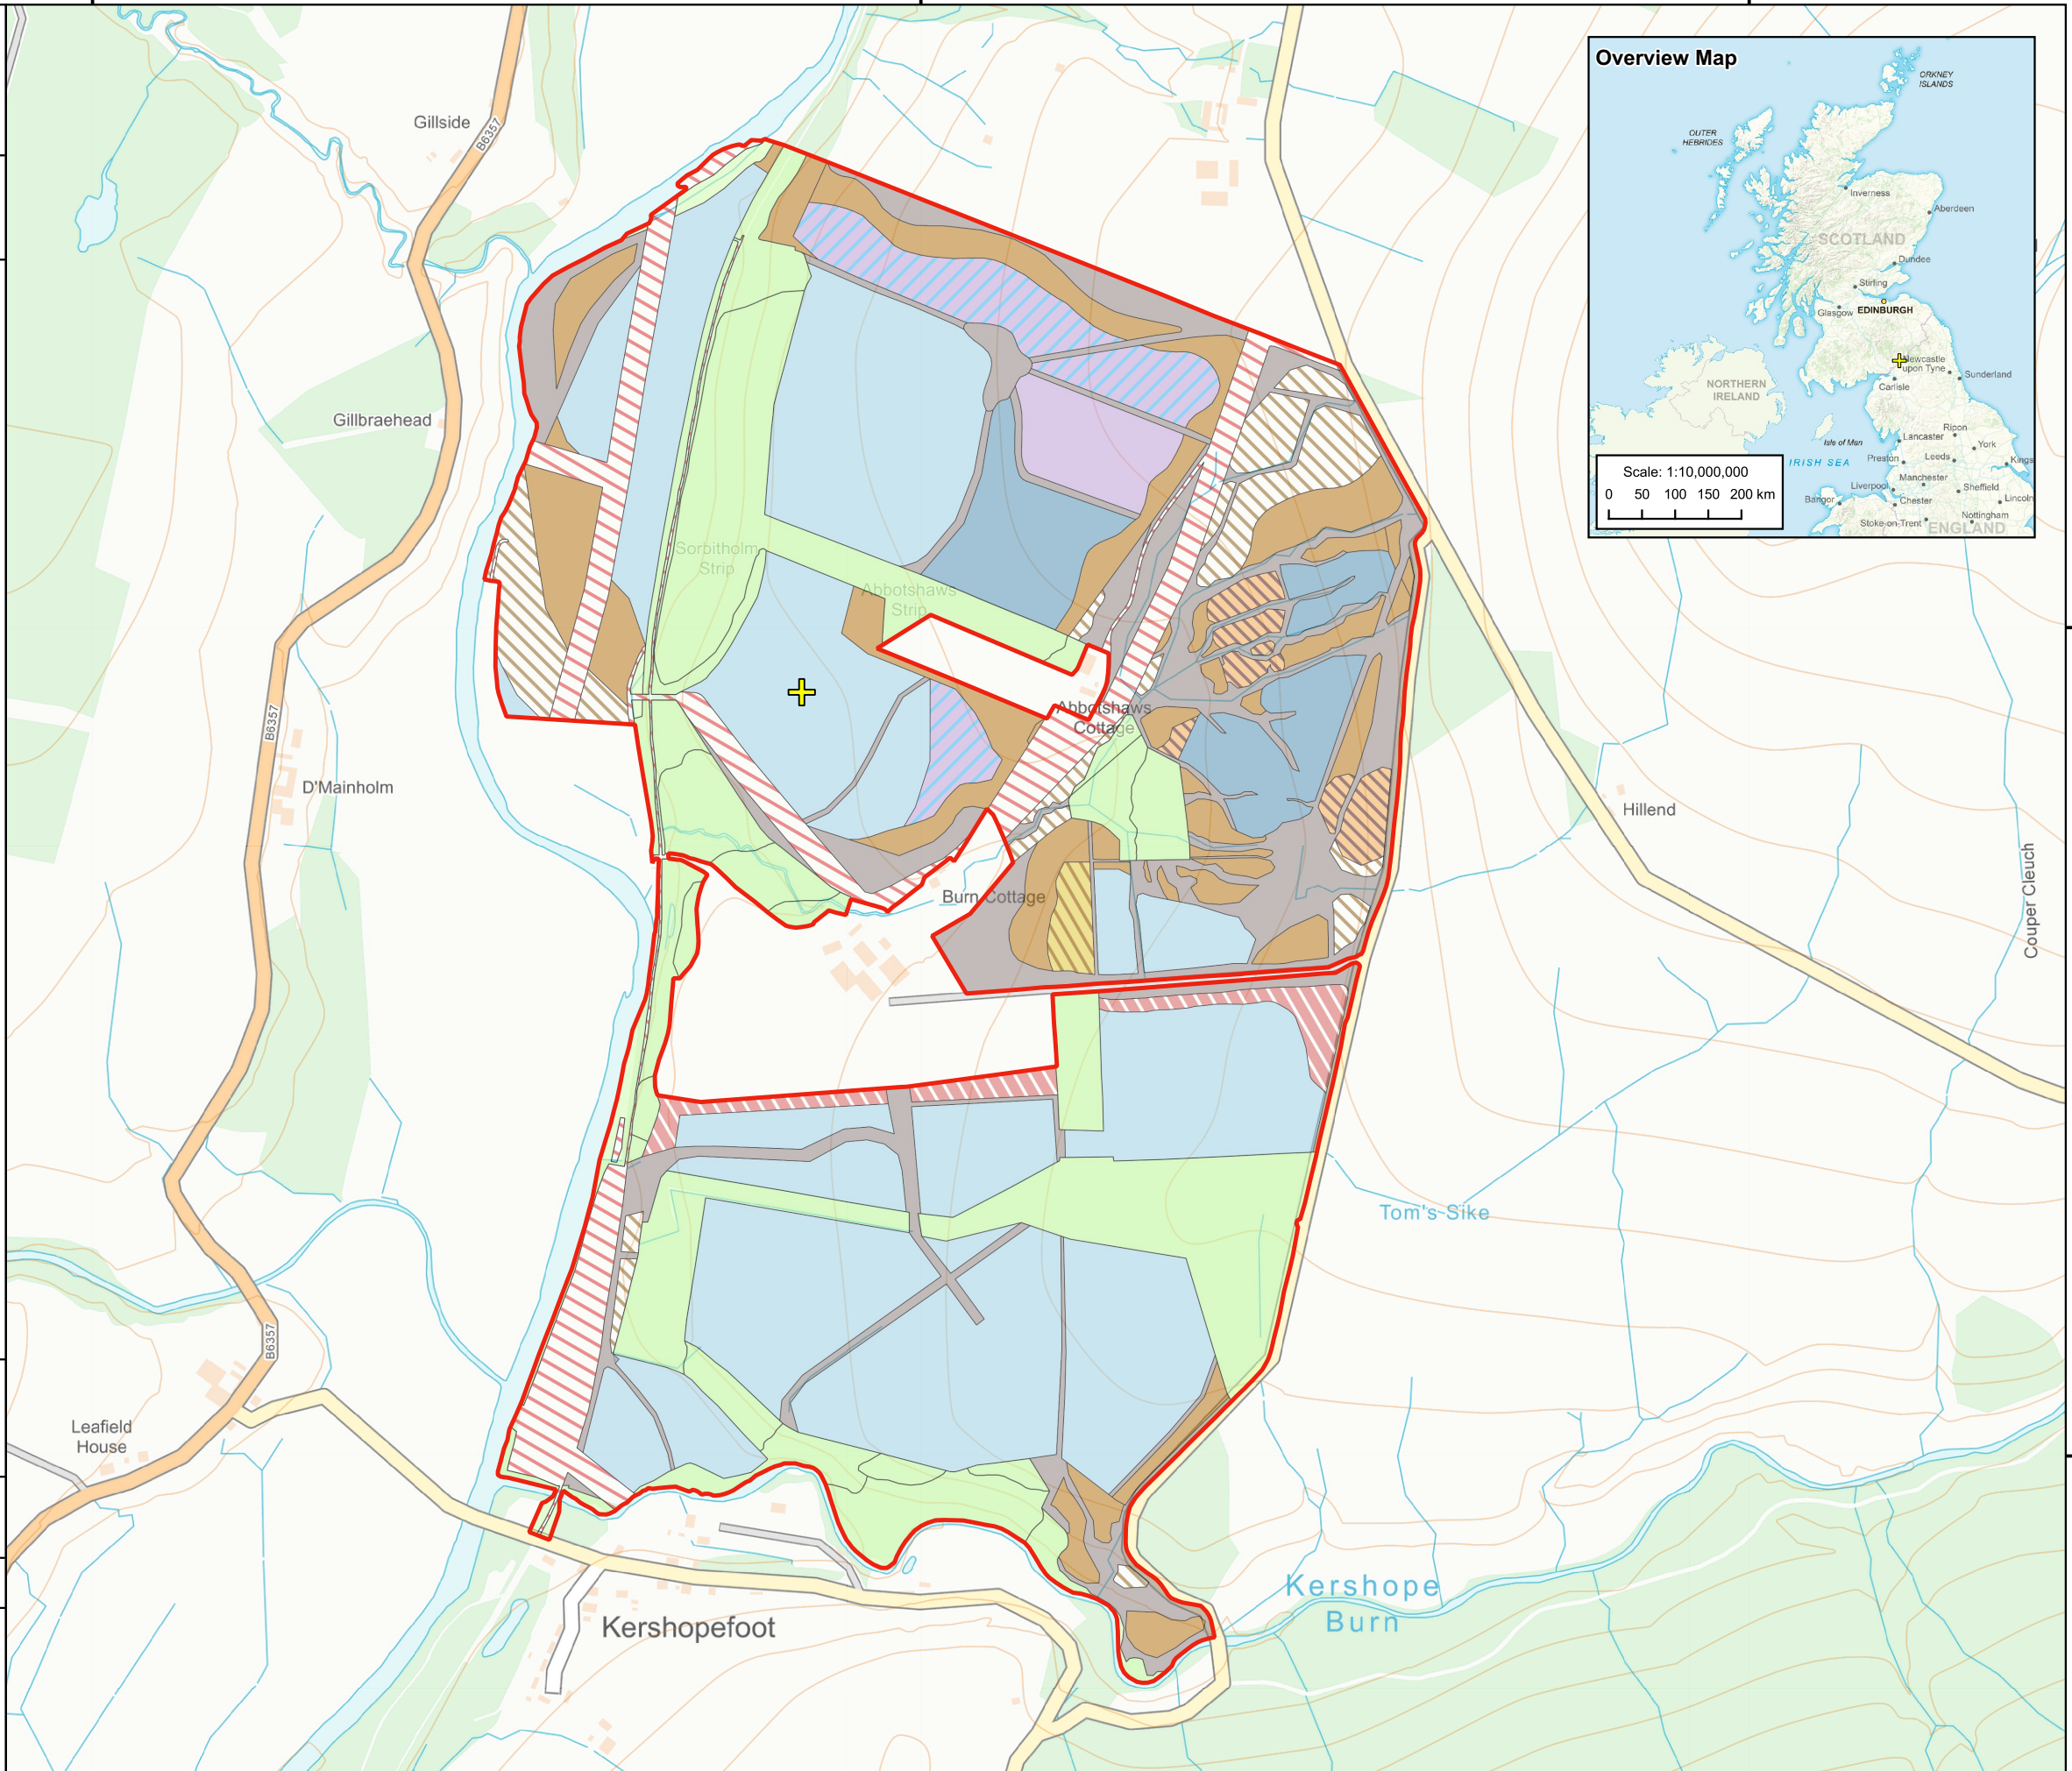 Overview Map
ORKNEY
ISLANDS
OUTER
HEBRIDES
Inverness
Aberdeen
SCOTLAND
Dundee
Stirling
Glasgow
EDINBURGH
Newcastle
upon Tyne
Sunderland
Carlisle
NORTHERN
IRELAND
Isle of Man
Ripon
Lancaster
York
IRISH SEA
Preston
Leeds
Kings
Manchester
Liverpool
Sheffield
Bangor
Chester
Lincoln
Stoke-on-Trent
Nottingham
ENGLAND
Scale: 1:10,000,000
0 50 100 150 200 km
Gillside
B6357
Gillbraehead
Sorbitholm
Strip
Abbotshaws
Strip
Abbotshaws
Cottage
B6357
D'Mainholm
Hillend
Burn Cottage
Couper Cleuch
Tom's Sike
B6357
Leafield
House
Kershope
Burn
Kershopefoot